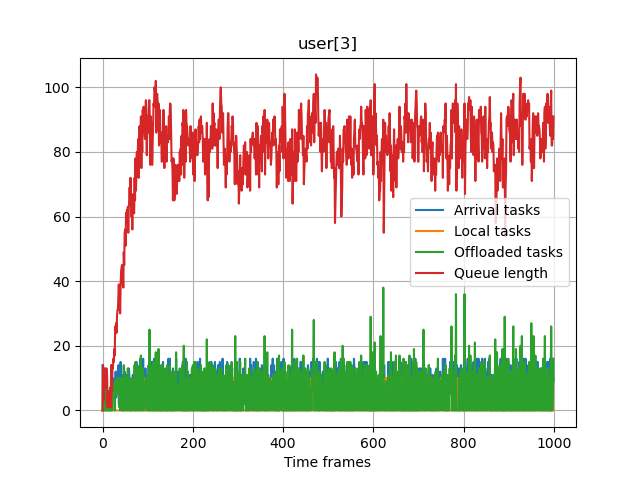 user[3]
100
80
60
40
20
0
Arrival tasks
Local tasks
Offloaded tasks
Queue length
0 200 400 600 800 1000
Time frames